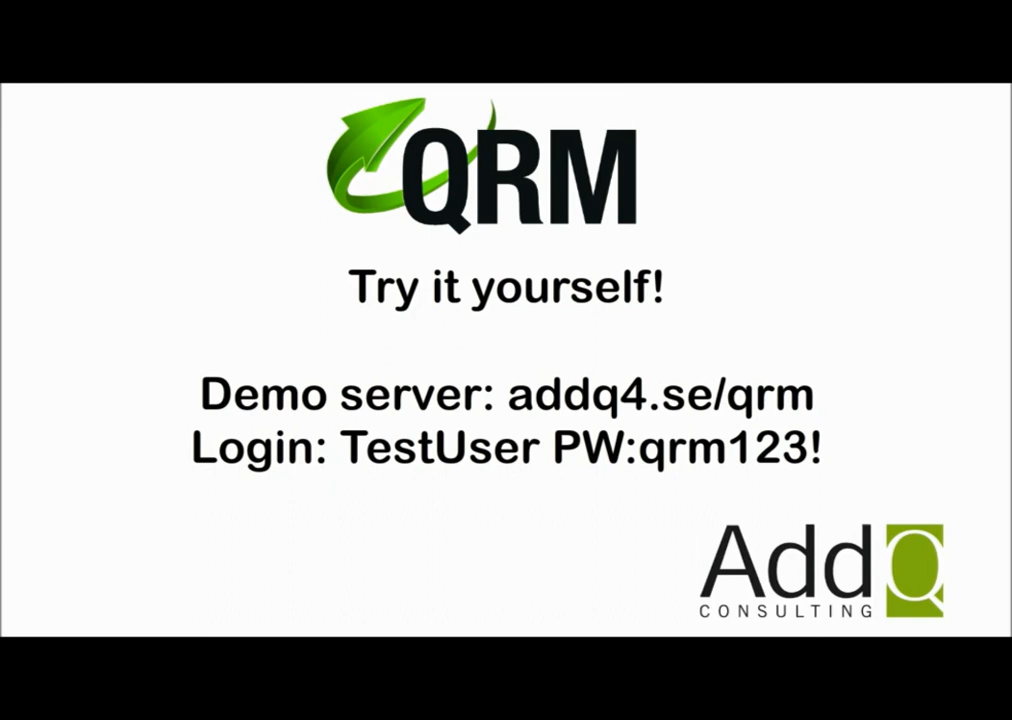 QRM
Try it yourself!
Demo server: addq4.se/qrm
Login: TestUser PW:qrm123!
AddQ
CONSULTING